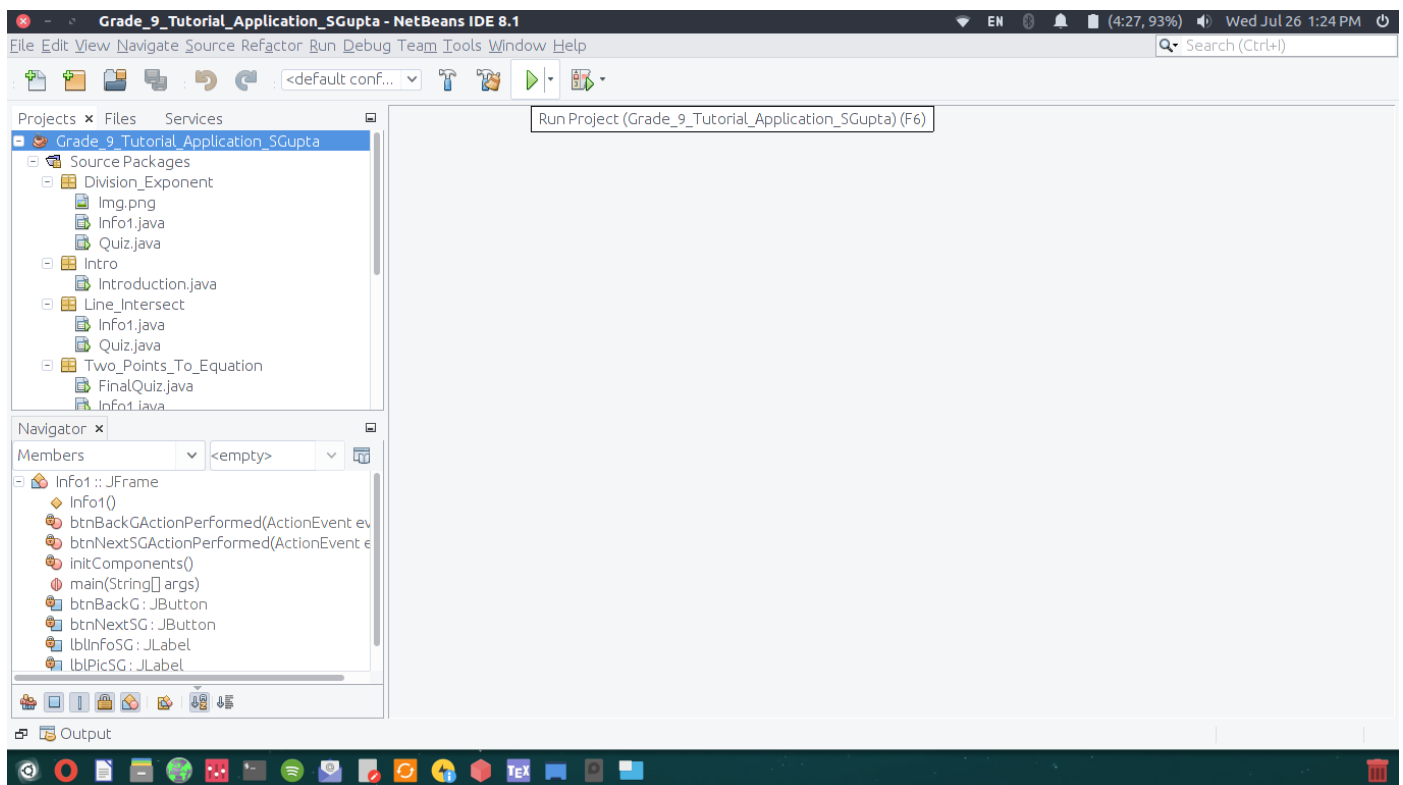 Grade_9_Tutorial_Application_SGupta - NetBeans IDE 8.1
EN (4:27, 93%) Wed Jul 26 1:24 PM
File Edit View Navigate Source Refactor Run Debug Team Tools Window Help
Search (Ctrl+I)
<default conf...
Run Project (Grade_9_Tutorial_Application_SGupta) (F6)
Projects Files Services
Grade_9_Tutorial_Application_SGupta
Source Packages
Division_Exponent
Img.png
Info1.java
Quiz.java
Intro
Introduction.java
Line_Intersect
Info1.java
Quiz.java
Two_Points_To_Equation
FinalQuiz.java
Info1.java
Navigator
Members <empty>
Info1 :: JFrame
Info1()
btnBackGActionPerformed(ActionEvent ev
btnNextSGActionPerformed(ActionEvent e
initComponents()
main(String[] args)
btnBackG : JButton
btnNextSG : JButton
lblInfoSG : JLabel
lblPicSG : JLabel
Output
TEX